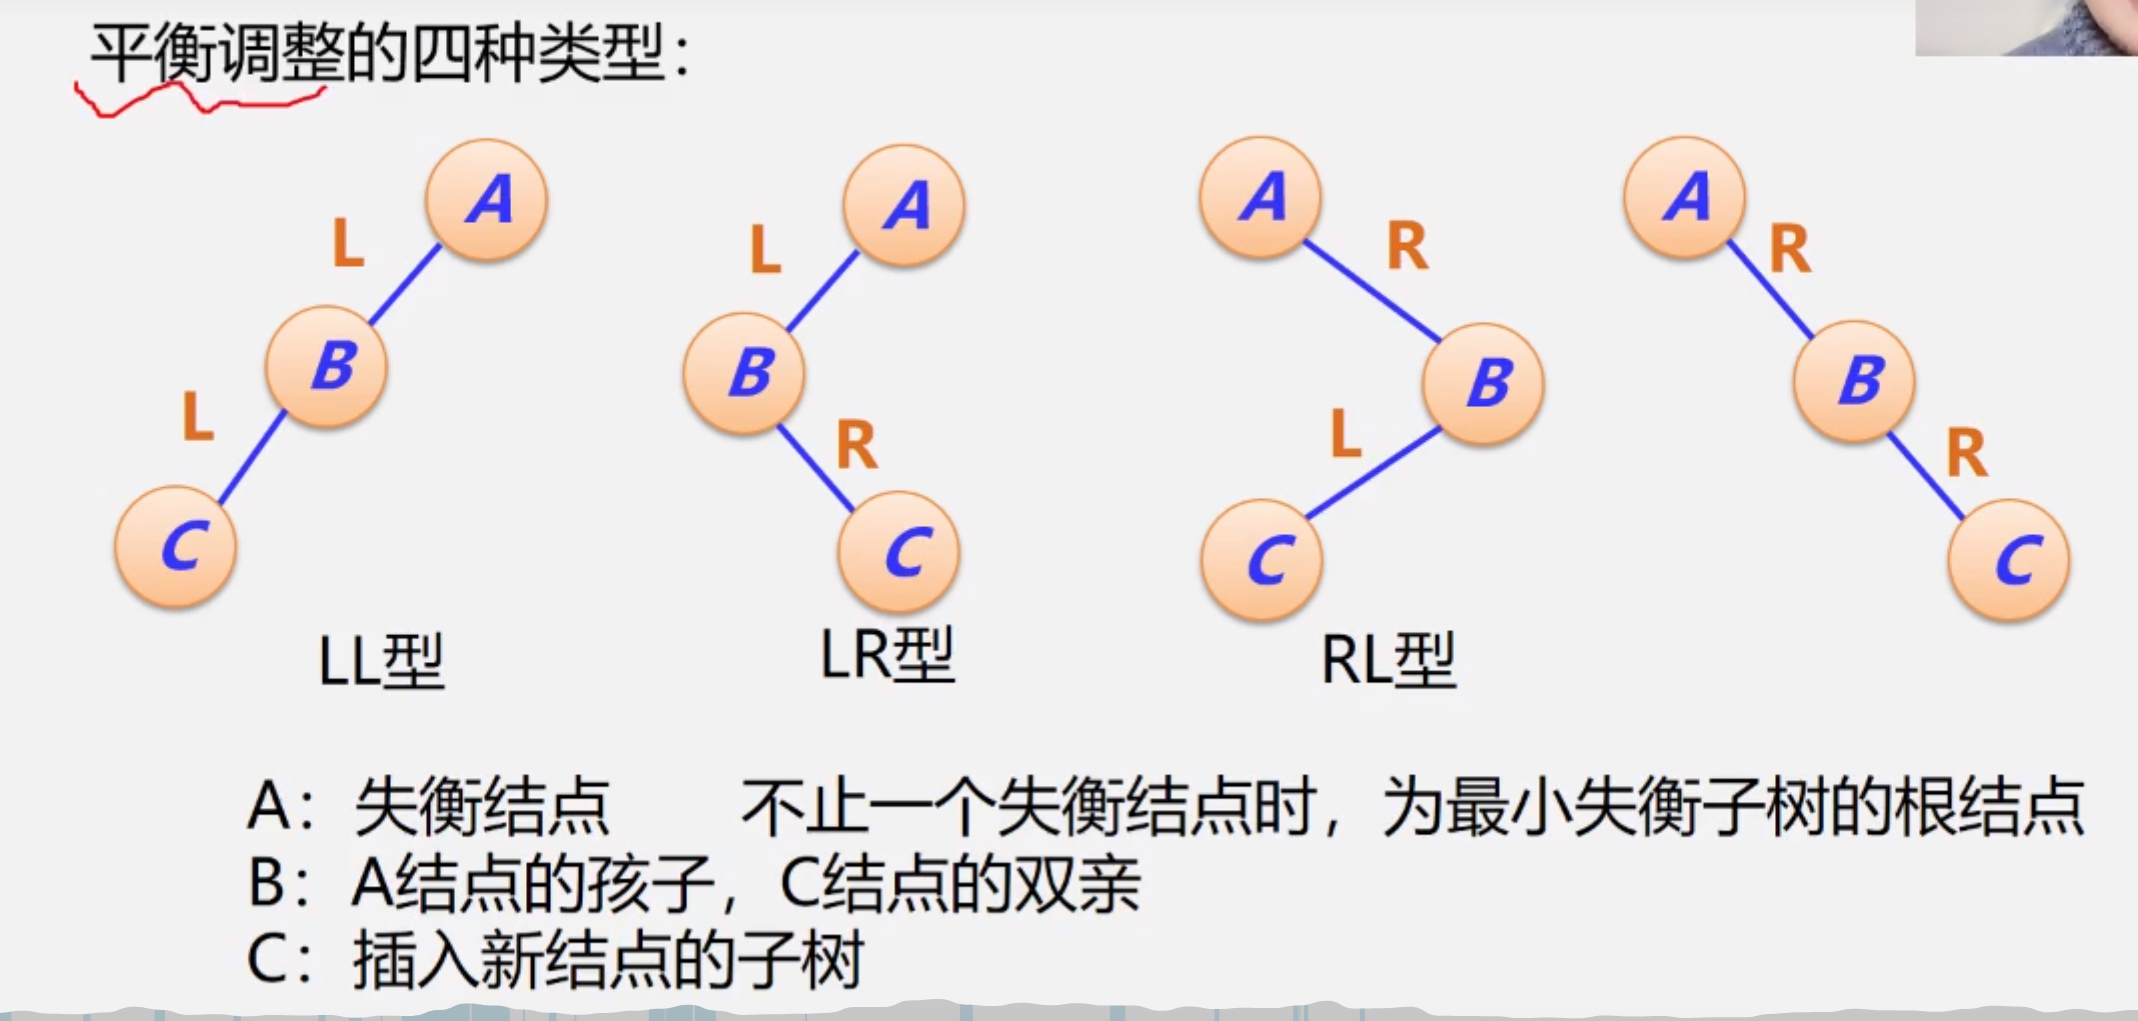 平衡调整的四种类型：
A A A A
L L R R
B B B B
L R L R
C C C C
LL型 LR型 RL型
A：失衡结点 不止一个失衡结点时，为最小失衡子树的根结点
B：A结点的孩子，C结点的双亲
C：插入新结点的子树